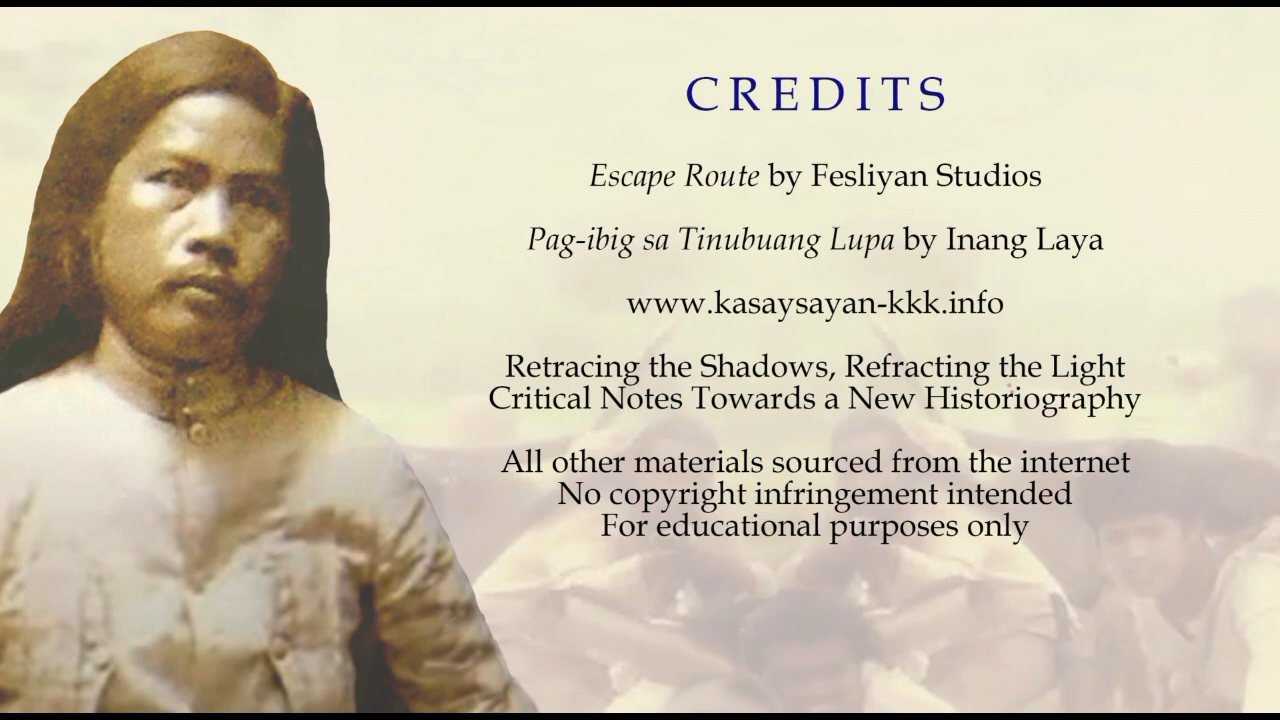 CREDITS
Escape Route by Fesliyan Studios
Pag-ibig sa Tinubuang Lupa by Inang Laya
www.kasaysayan-kkk.info
Retracing the Shadows, Refracting the Light
Critical Notes Towards a New Historiography
All other materials sourced from the internet
No copyright infringement intended
For educational purposes only